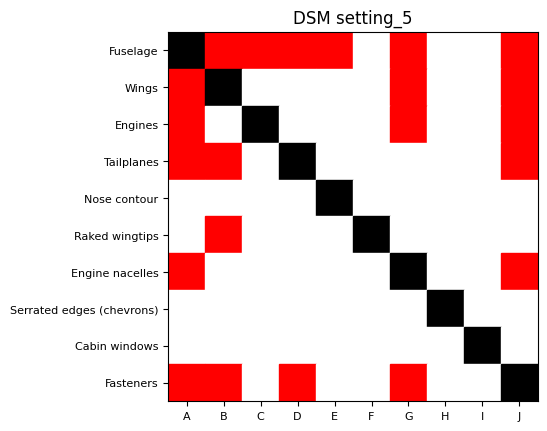 DSM setting_5
Fuselage
Wings
Engines
Tailplanes
Nose contour
Raked wingtips
Engine nacelles
Serrated edges (chevrons)
Cabin windows
Fasteners
A B C D E F G H I J